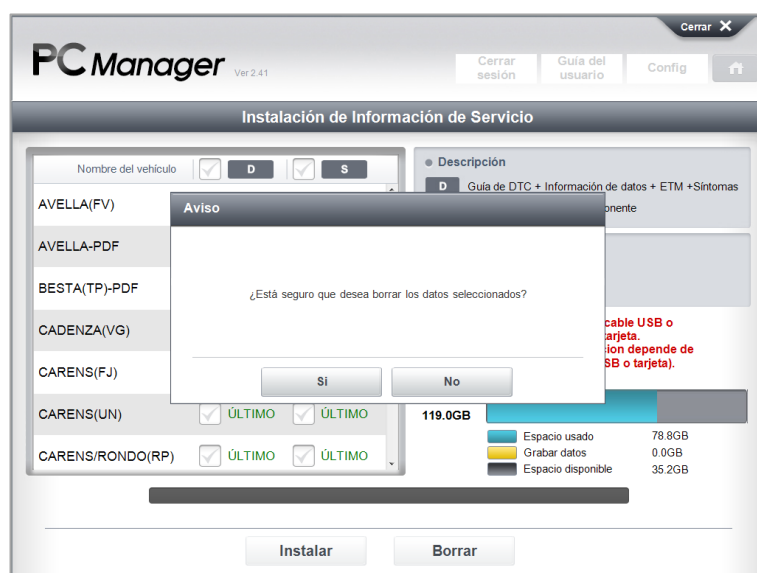 Cerrar X
PC Manager Ver 2.41
Cerrar sesión
Guía del usuario
Config
Instalación de Información de Servicio
Nombre del vehículo D S
AVELLA(FV)
AVELLA-PDF
BESTA(TP)-PDF
CADENZA(VG)
CARENS(FJ)
CARENS(UN) ÚLTIMO ÚLTIMO
CARENS/RONDO(RP) ÚLTIMO ÚLTIMO
Descripción
D Guía de DTC + Información de datos + ETM +Síntomas
onente
Aviso
¿Está seguro que desea borrar los datos seleccionados?
Si No
cable USB o
tarjeta.
cion depende de
SB o tarjeta).
119.0GB
Espacio usado 78.8GB
Grabar datos 0.0GB
Espacio disponible 35.2GB
Instalar Borrar